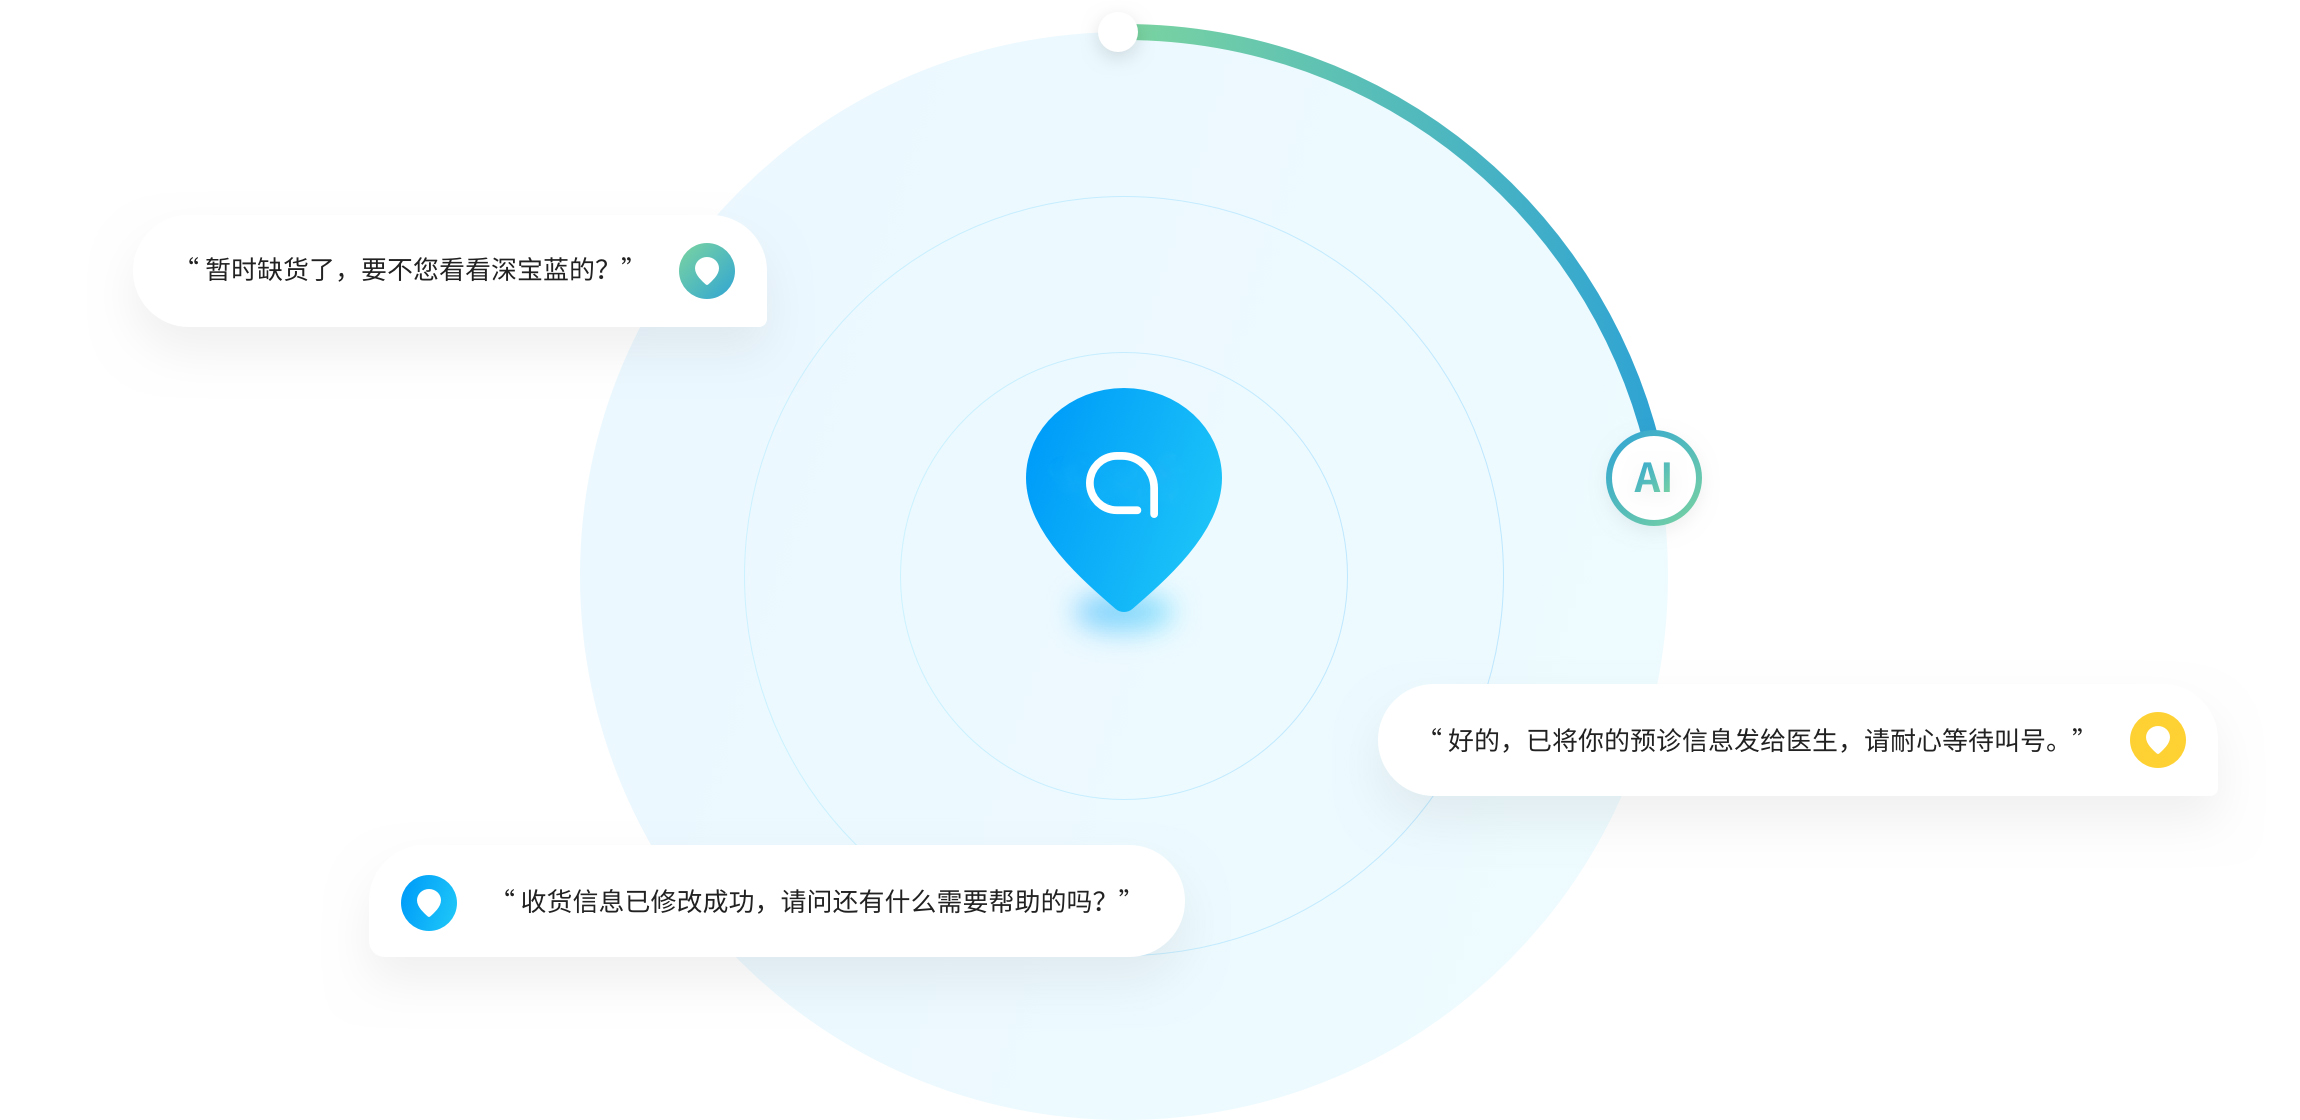 “ 暂时缺货了，要不您看看深宝蓝的？”
AI
“ 好的，已将你的预诊信息发给医生，请耐心等待叫号。”
“ 收货信息已修改成功，请问还有什么需要帮助的吗？”